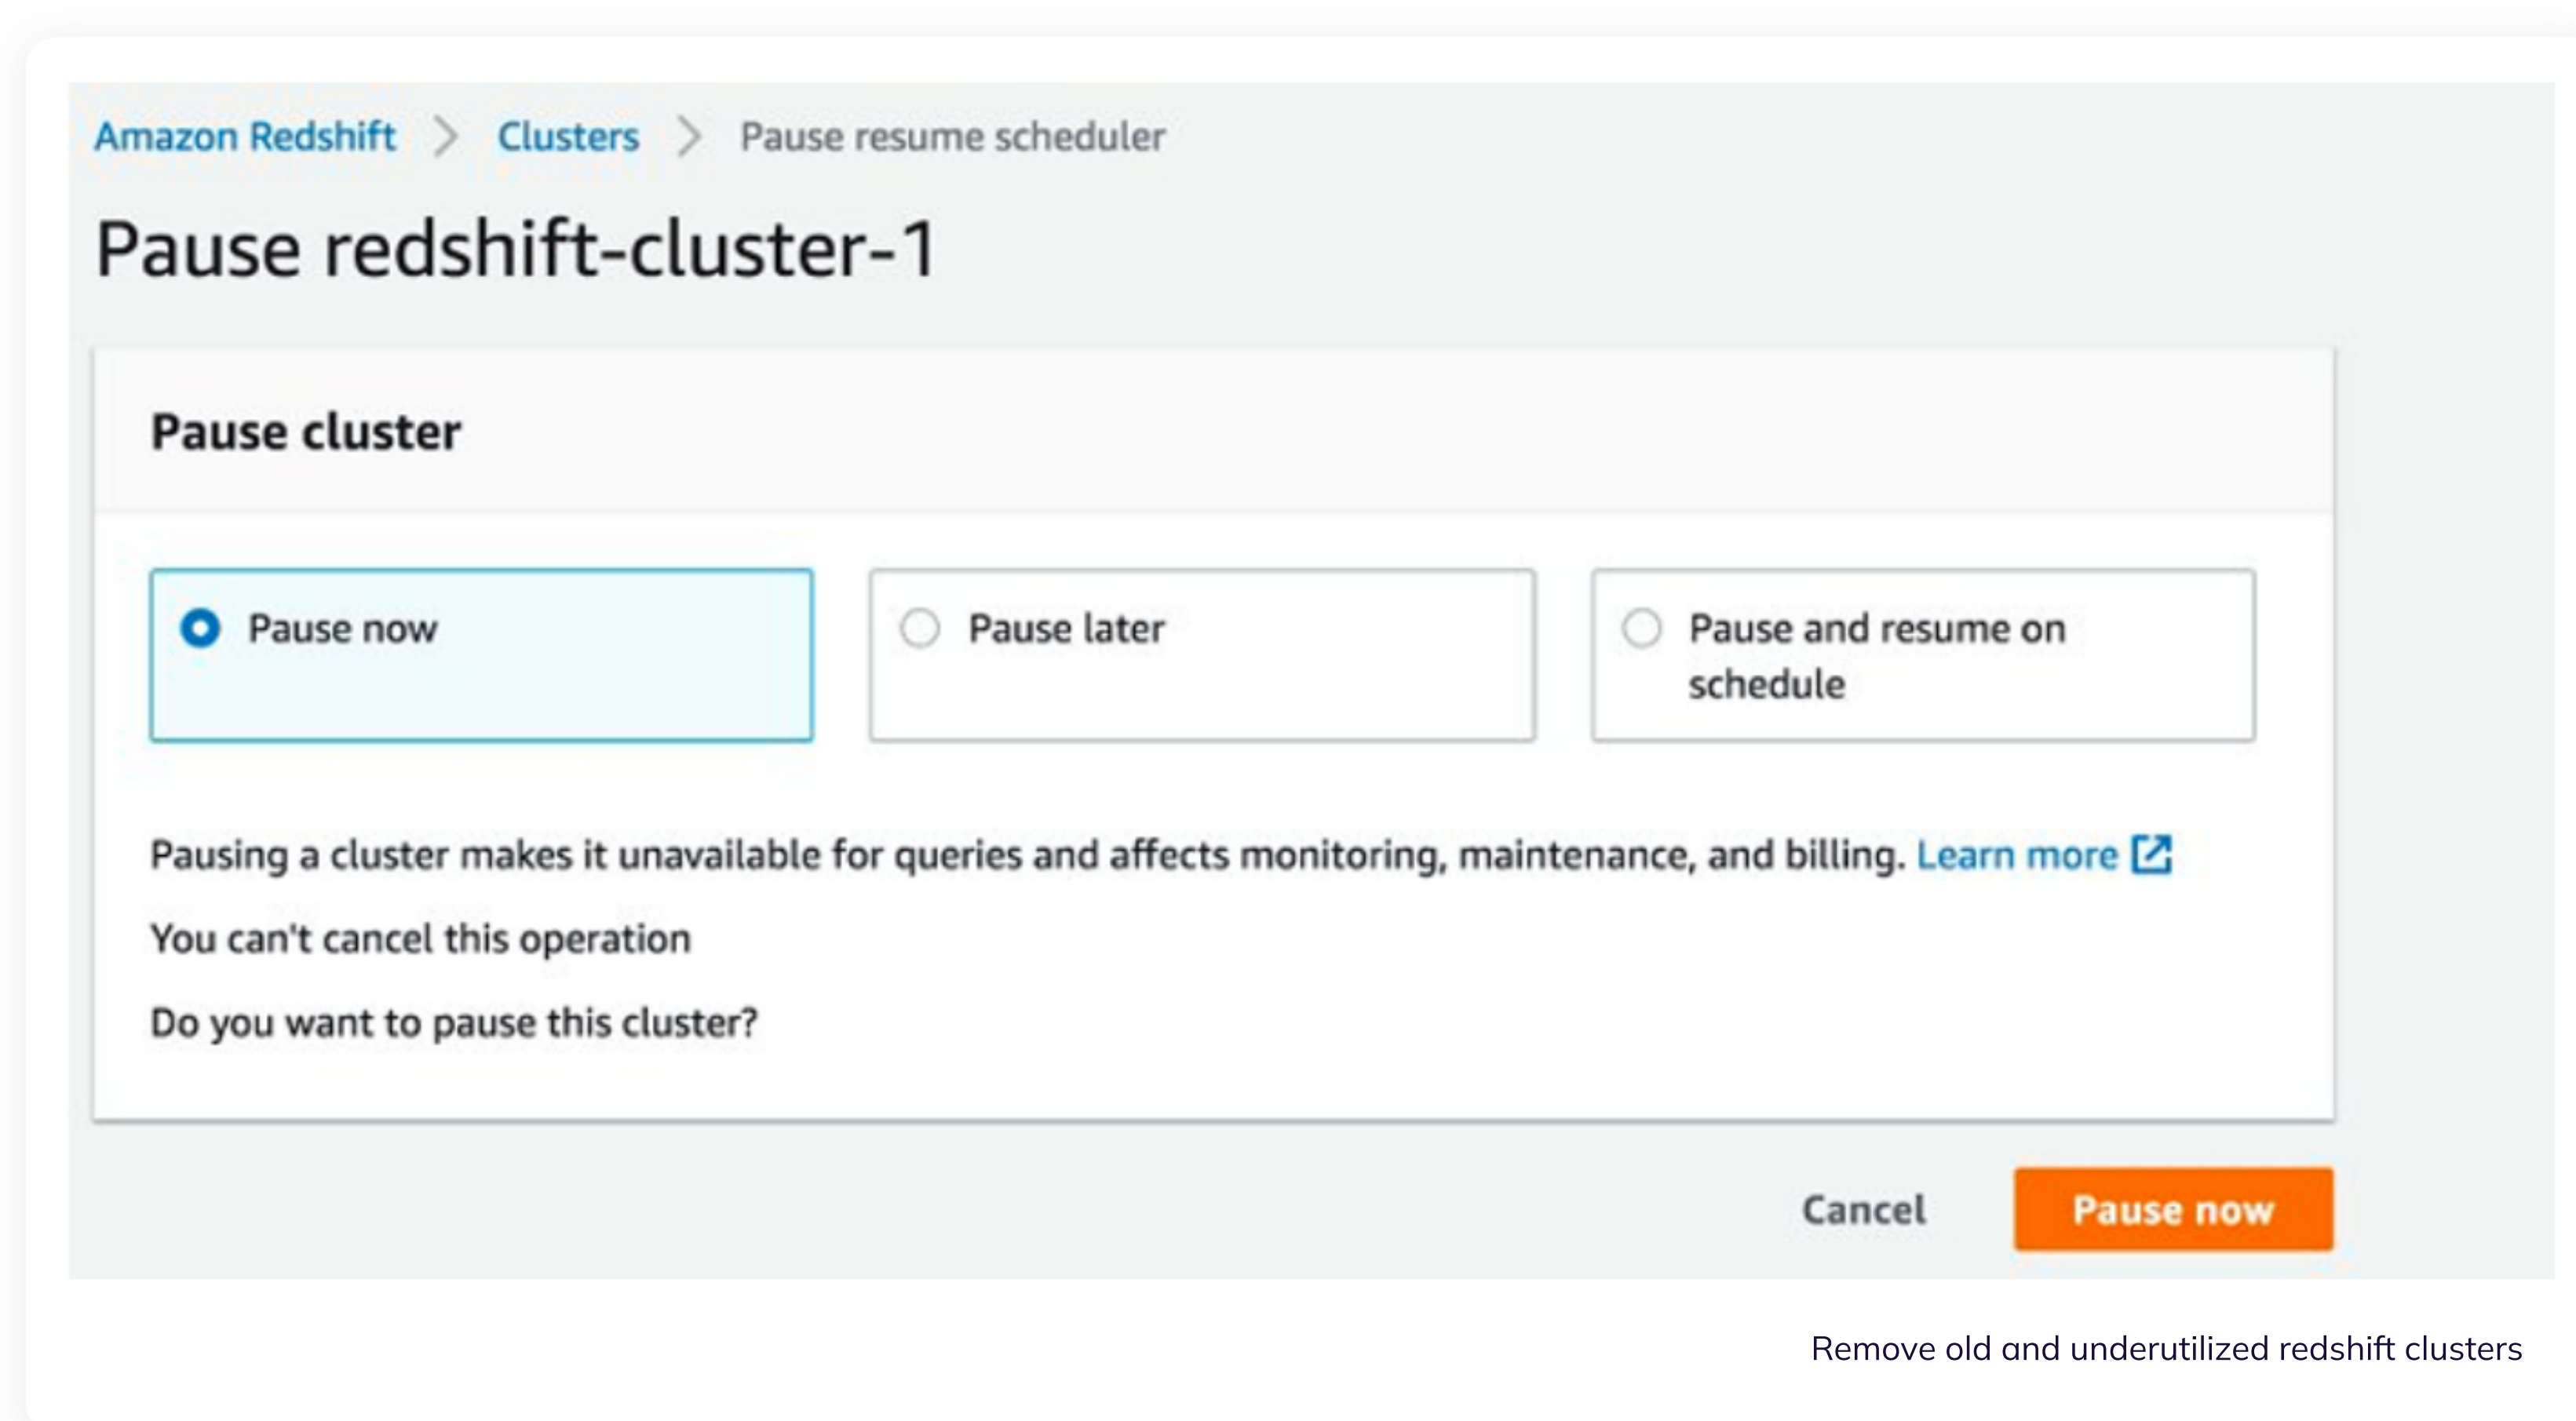 Amazon Redshift > Clusters > Pause resume scheduler
Pause redshift-cluster-1
Pause cluster
Pause now
Pause later
Pause and resume on
schedule
Pausing a cluster makes it unavailable for queries and affects monitoring, maintenance, and billing. Learn more
You can't cancel this operation
Do you want to pause this cluster?
Cancel
Pause now
Remove old and underutilized redshift clusters